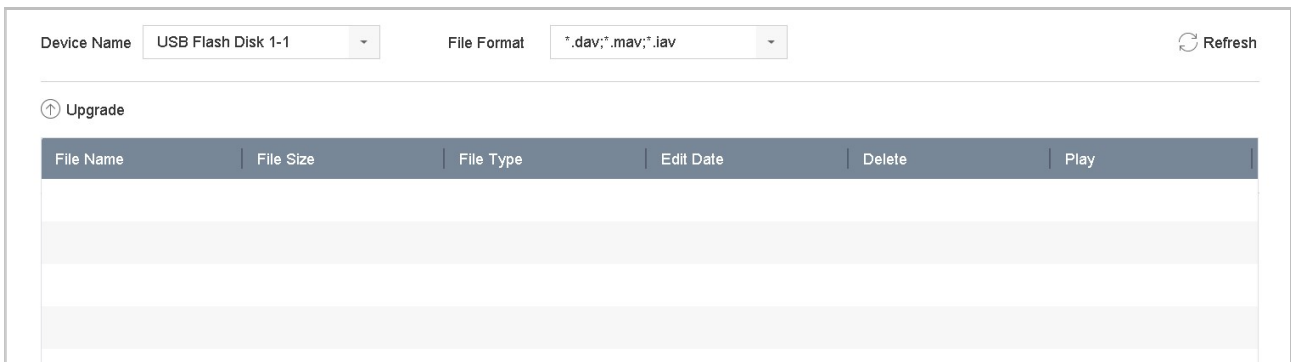 Device Name USB Flash Disk 1-1 File Format *.dav;*.mav;*.iav Refresh
Upgrade
File Name File Size File Type Edit Date Delete Play